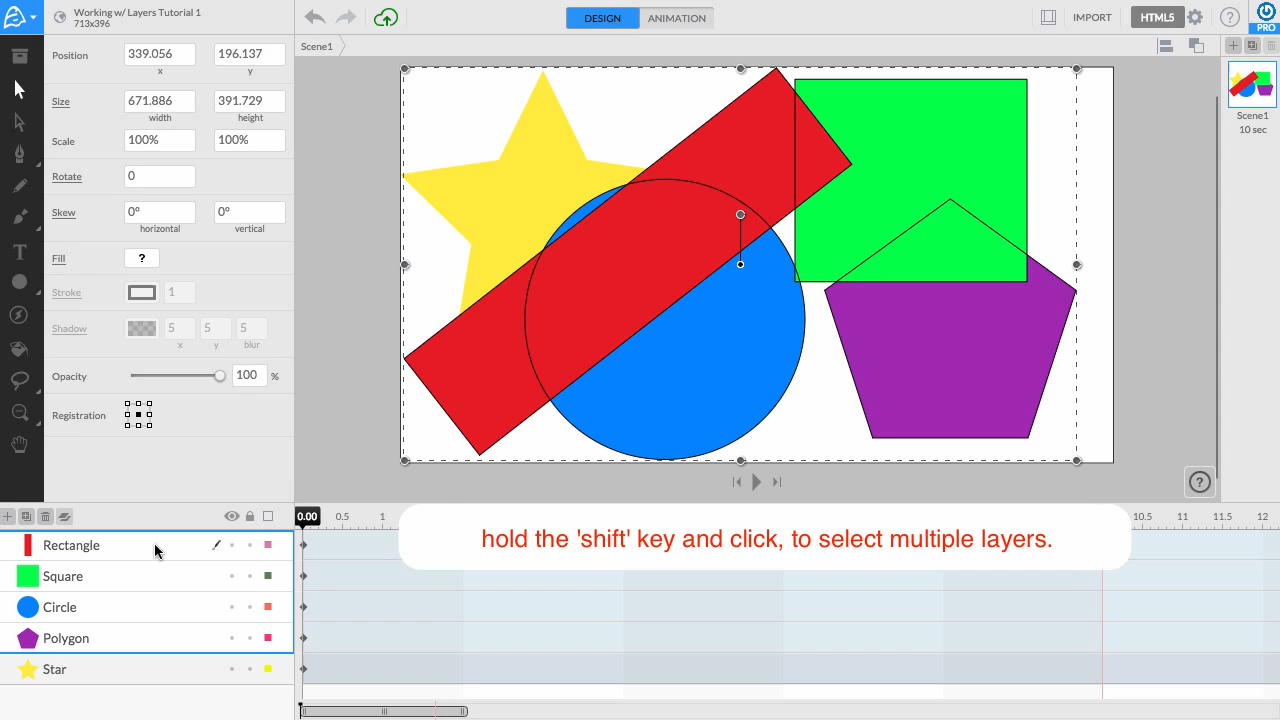 Working w/ Layers Tutorial 1
713x396
DESIGN
ANIMATION
IMPORT
HTML5
PRO
Position
339.056
196.137
x
y
Size
671.886
391.729
width
height
Scale
100%
100%
Rotate
0
Skew
0°
0°
horizontal
vertical
Fill
?
Stroke
1
Shadow
5
5
5
x
y
blur
Opacity
100
%
Registration
Scene1
Scene1
10 sec
?
?
0.00
0.5
1
10.5
11
11.5
12
hold the 'shift' key and click, to select multiple layers.
Rectangle
Square
Circle
Polygon
Star